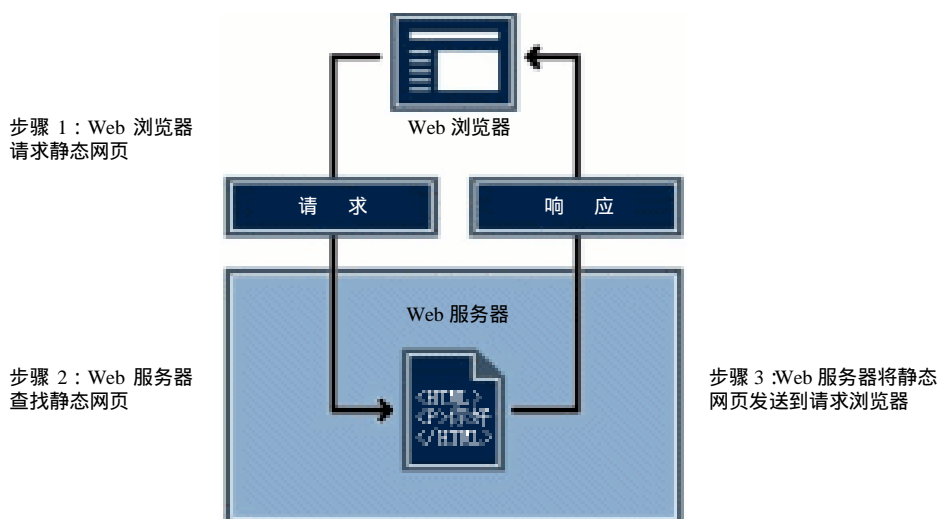 Web 浏览器
步骤 1：Web 浏览器
请求静态网页
请 求
响 应
Web 服务器
步骤 2：Web 服务器
查找静态网页
<HTML>
<P>你好
</HTML>
步骤 3：Web 服务器将静态
网页发送到请求浏览器